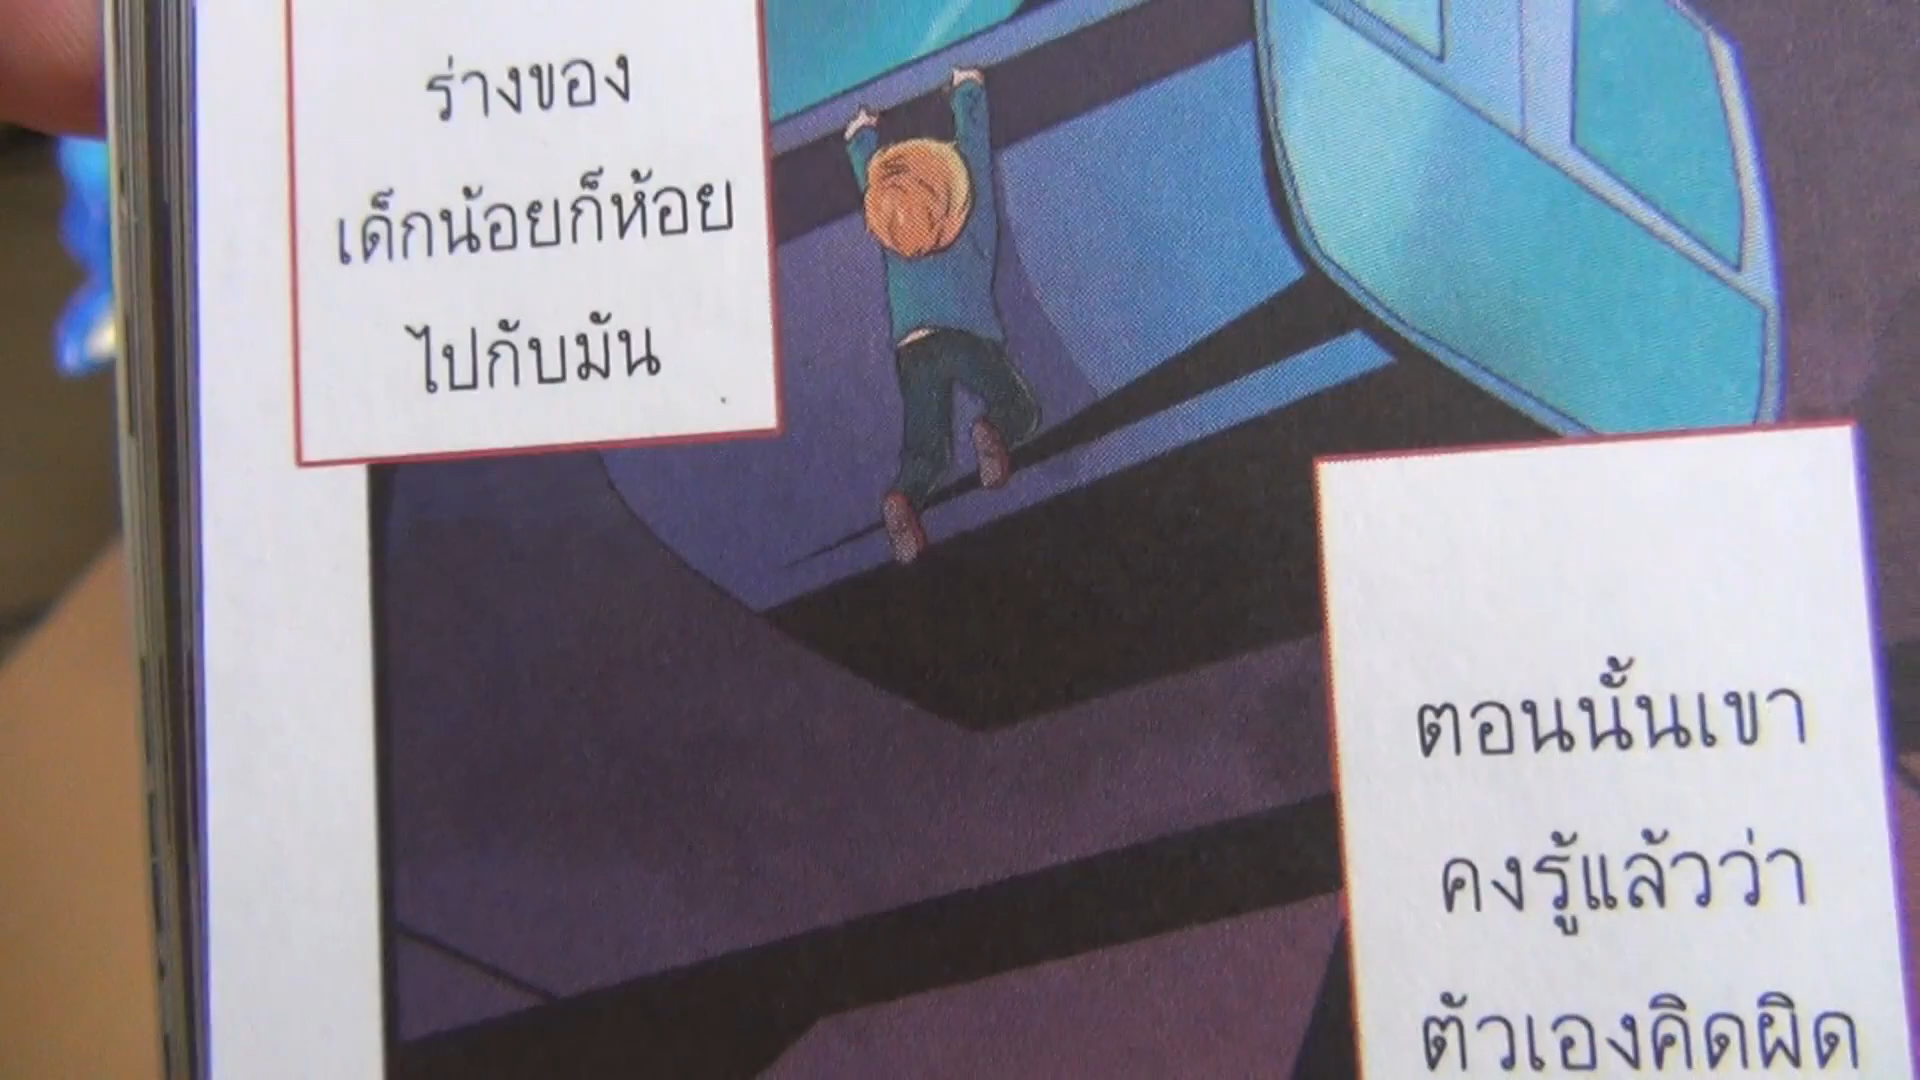 ร่างของ
เด็กน้อยก็ห้อย
ไปกับมัน
ตอนนั้นเขา
คงรู้แล้วว่า
ตัวเองคิดผิด